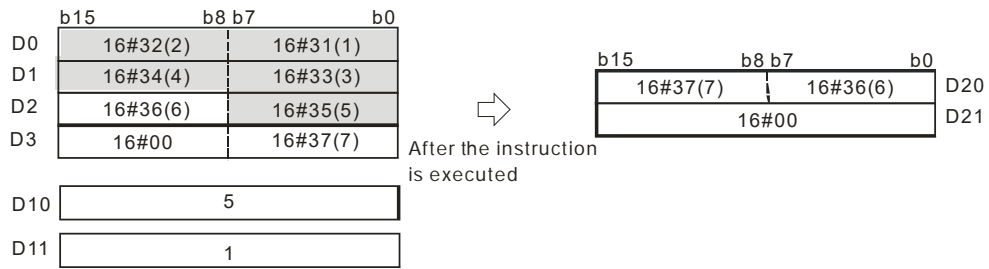 b15 b8 b7 b0
D0 16#32(2) 16#31(1)
D1 16#34(4) 16#33(3)
D2 16#36(6) 16#35(5)
D3 16#00 16#37(7)
D10 5
D11 1
After the instruction
is executed
b15 b8 b7 b0
16#37(7) 16#36(6) D20
16#00 D21